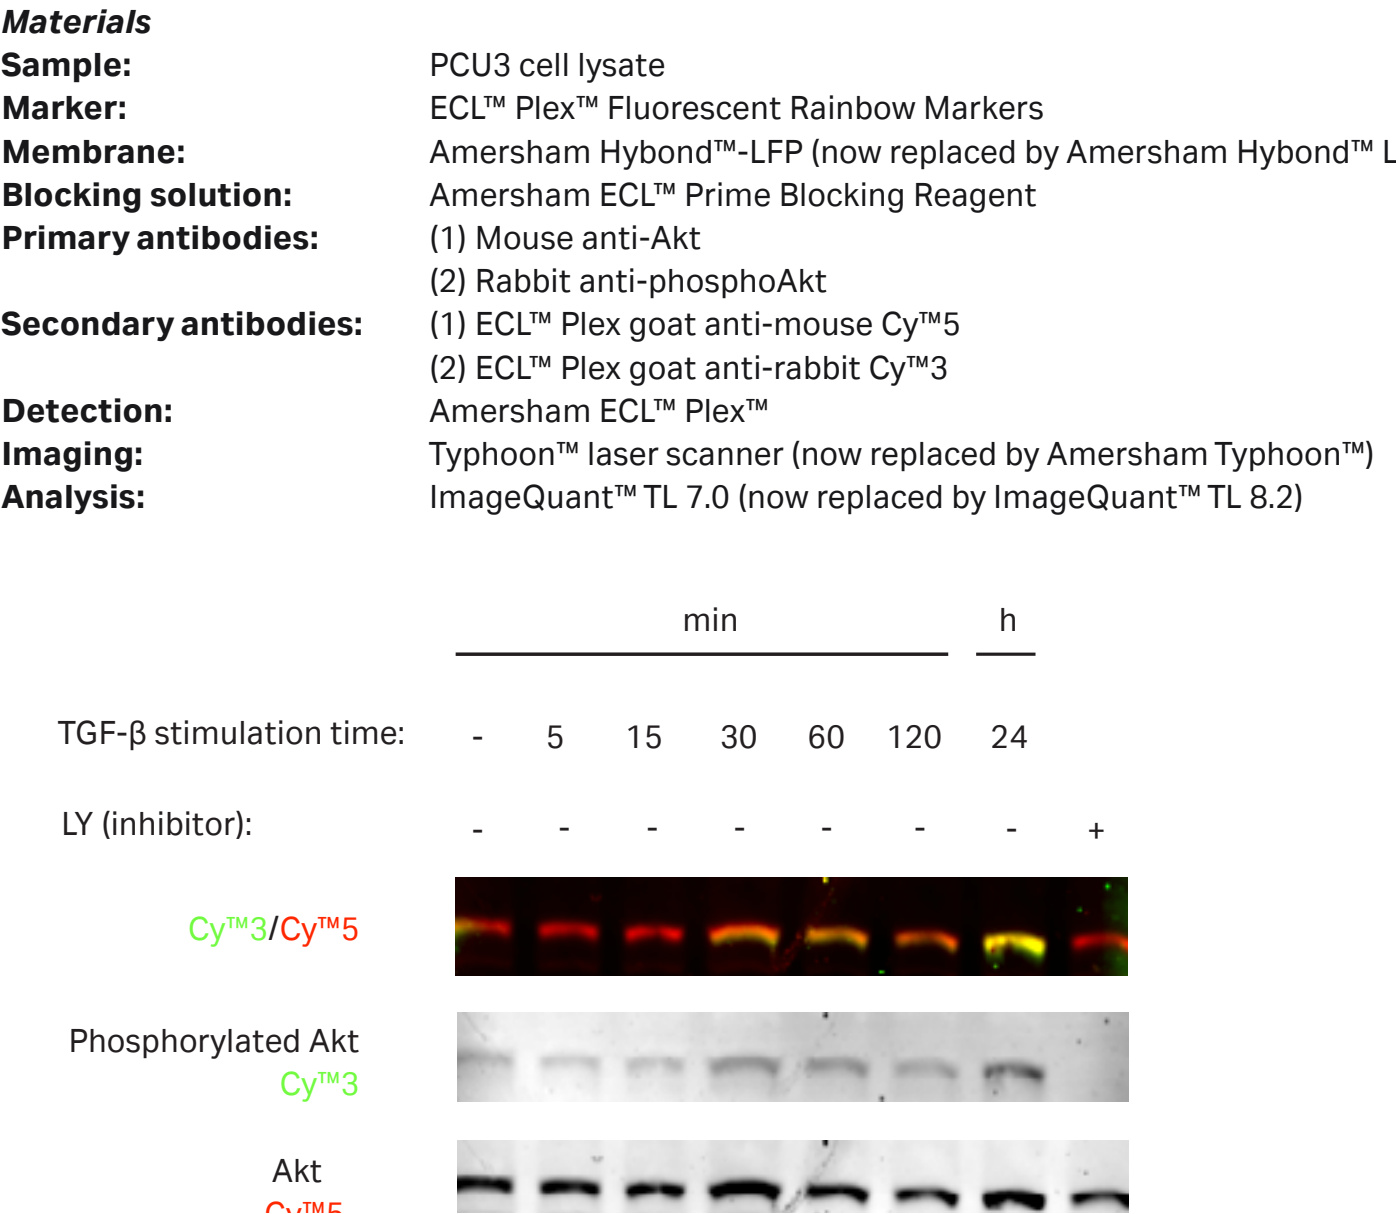 Materials
Sample: PCU3 cell lysate
Marker: ECL™ Plex™ Fluorescent Rainbow Markers
Membrane: Amersham Hybond™-LFP (now replaced by Amersham Hybond™ L
Blocking solution: Amersham ECL™ Prime Blocking Reagent
Primary antibodies: (1) Mouse anti-Akt
(2) Rabbit anti-phosphoAkt
Secondary antibodies: (1) ECL™ Plex goat anti-mouse Cy™5
(2) ECL™ Plex goat anti-rabbit Cy™3
Detection: Amersham ECL™ Plex™
Imaging: Typhoon™ laser scanner (now replaced by Amersham Typhoon™)
Analysis: ImageQuant™ TL 7.0 (now replaced by ImageQuant™ TL 8.2)
min h
TGF-β stimulation time: - 5 15 30 60 120 24
LY (inhibitor): - - - - - - - +
Cy™3/Cy™5
Phosphorylated Akt
Cy™3
Akt
Cy™5